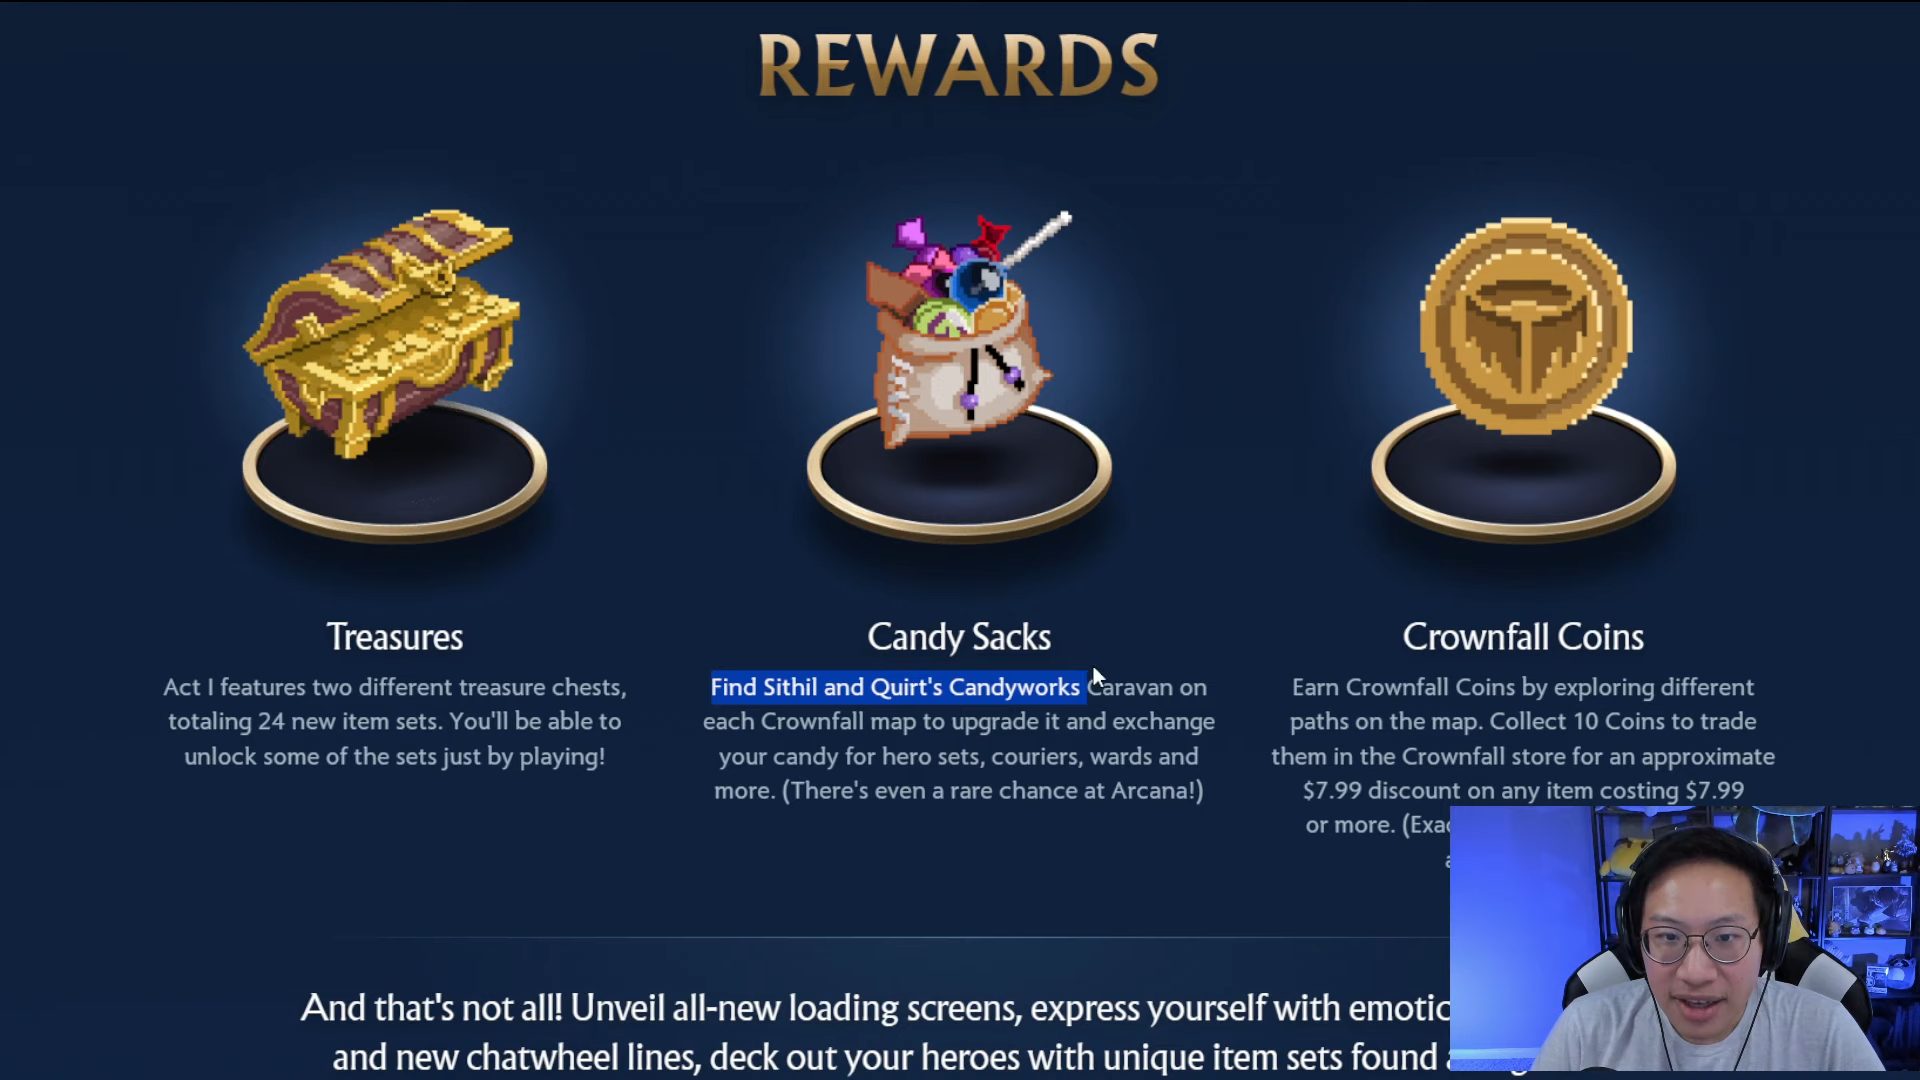 REWARDS
Treasures
Act I features two different treasure chests,
totaling 24 new item sets. You'll be able to
unlock some of the sets just by playing!
Candy Sacks
Find Sithil and Quirt's Candyworks Caravan on
each Crownfall map to upgrade it and exchange
your candy for hero sets, couriers, wards and
more. (There's even a rare chance at Arcana!)
Crownfall Coins
Earn Crownfall Coins by exploring different
paths on the map. Collect 10 Coins to trade
them in the Crownfall store for an approximate
$7.99 discount on any item costing $7.99
or more. (Exac
And that's not all! Unveil all-new loading screens, express yourself with emotic
and new chatwheel lines, deck out your heroes with unique item sets found